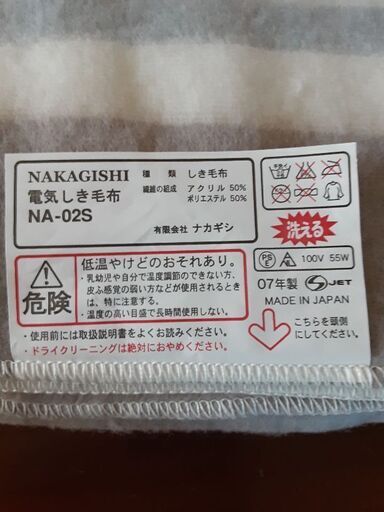 NAKAGISHI
電気しき毛布
NA-02S
種 類 しき毛布
繊維の組成 アクリル 50%
ポリエステル 50%
有限会社 ナカギシ
洗える
危険
低温やけどのおそれあり。
・乳幼児や自分で温度調節のできない方、
皮ふ感覚の弱い方などが使用されるとき
は、特に注意する。
・温度の高い目盛で長時間使用しない。
・使用前には取扱説明書をよくお読みください。
・ドライクリーニングは絶対におやめください。
PS
E
100V 55W
07年製 JET
MADE IN JAPAN
こちらを頭側
にしてください。